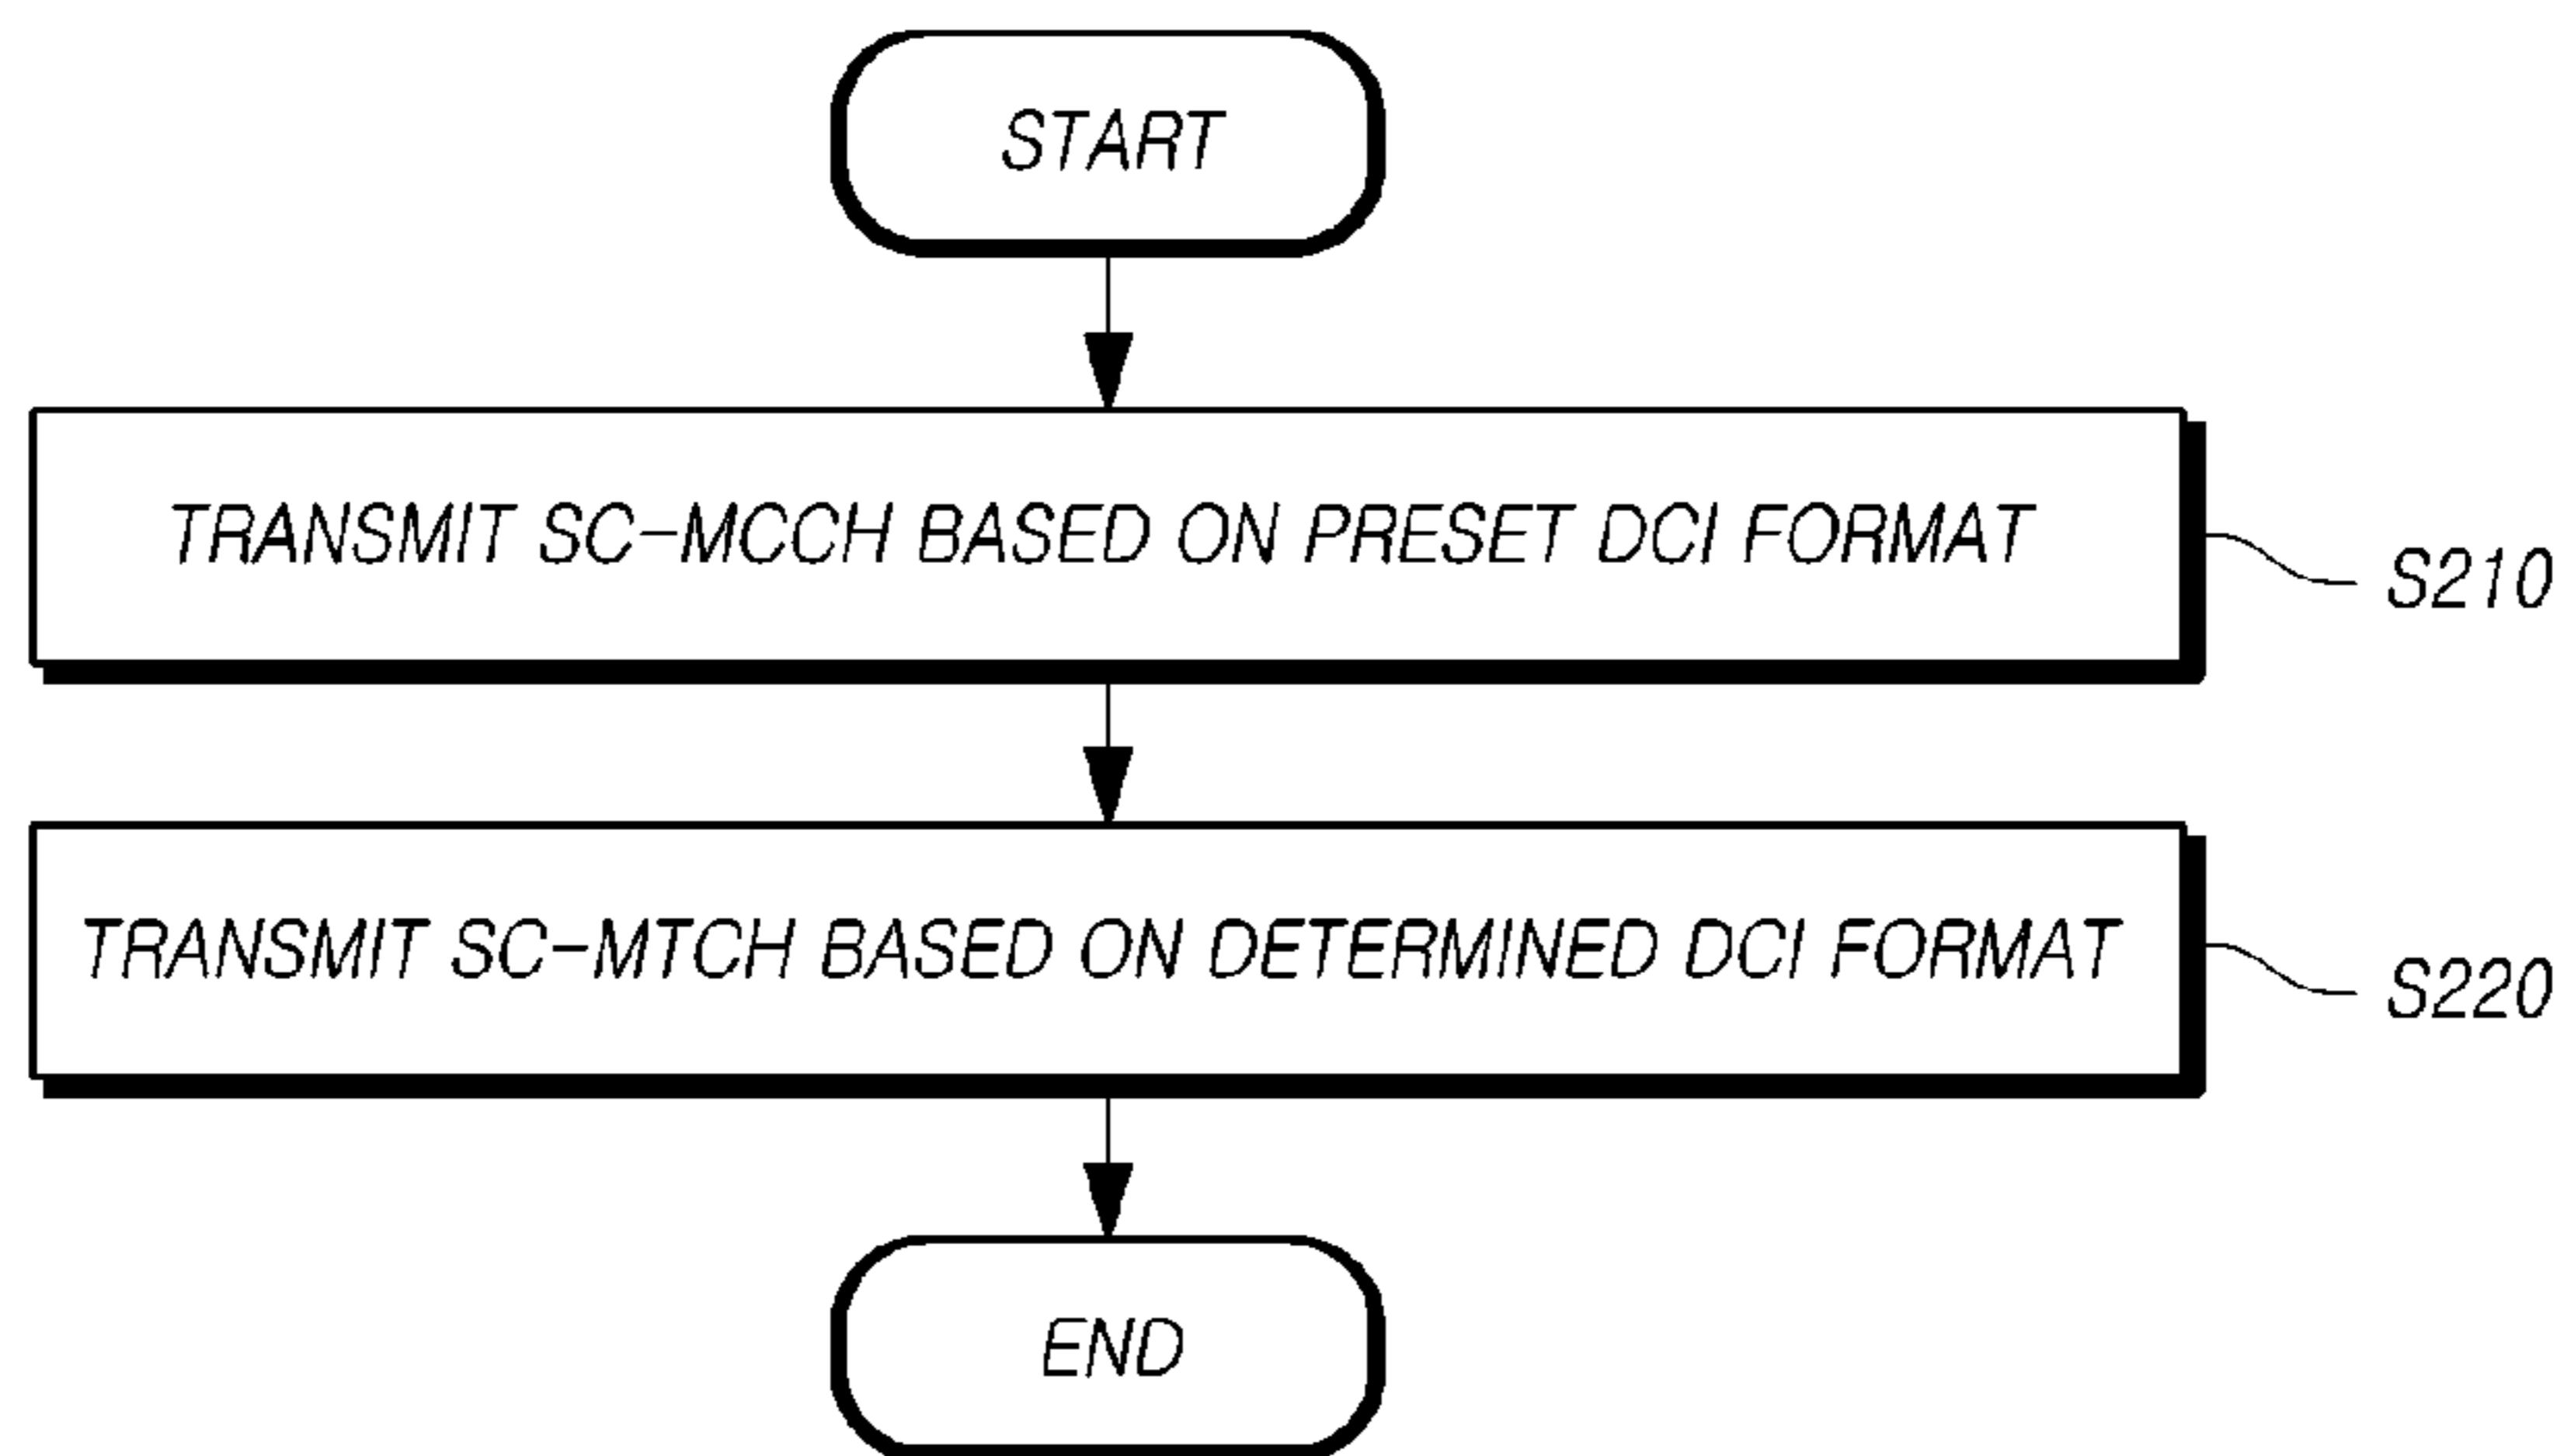 START
TRANSMIT SC-MCCH BASED ON PRESET DCI FORMAT
S210
TRANSMIT SC-MTCH BASED ON DETERMINED DCI FORMAT
S220
END